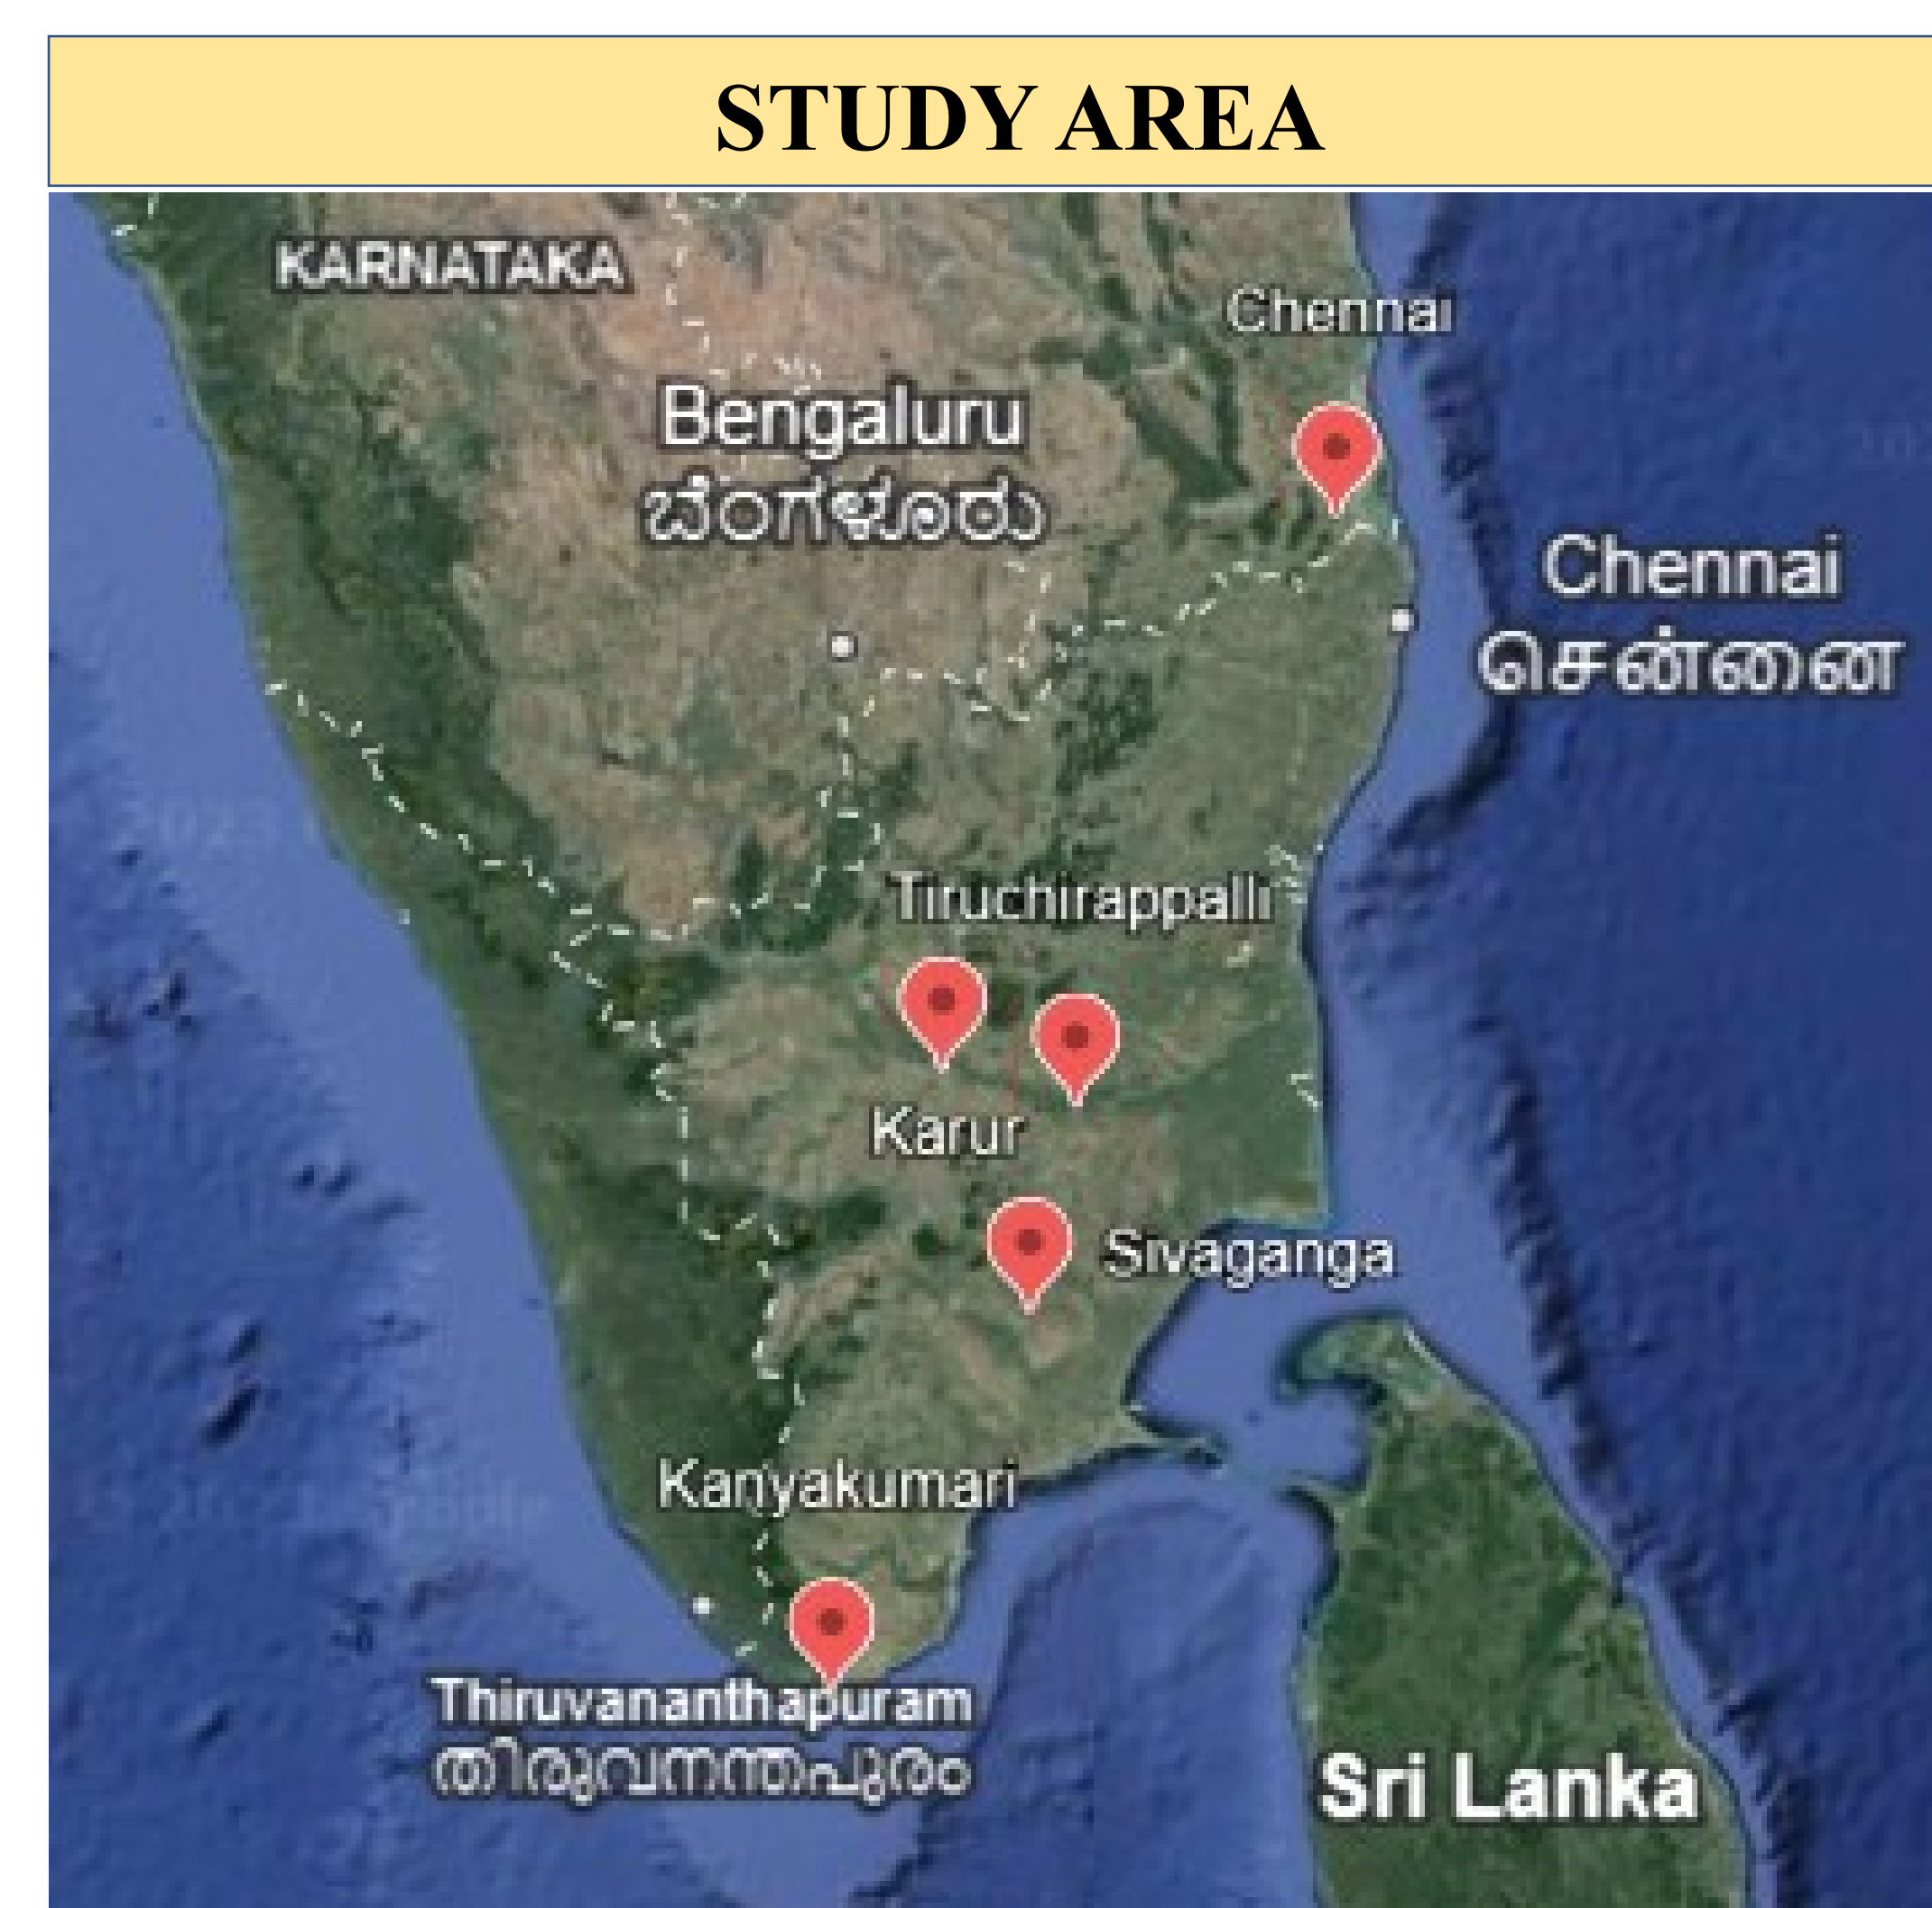 STUDY AREA
KARNATAKA
Chennai
Bengaluru
ಬೆಂಗಳೂರು
Chennai
சென்னை
Tiruchirappalli
Karur
Sivaganga
Kanyakumari
Thiruvananthapuram
തിരുവനന്തപുരം
Sri Lanka